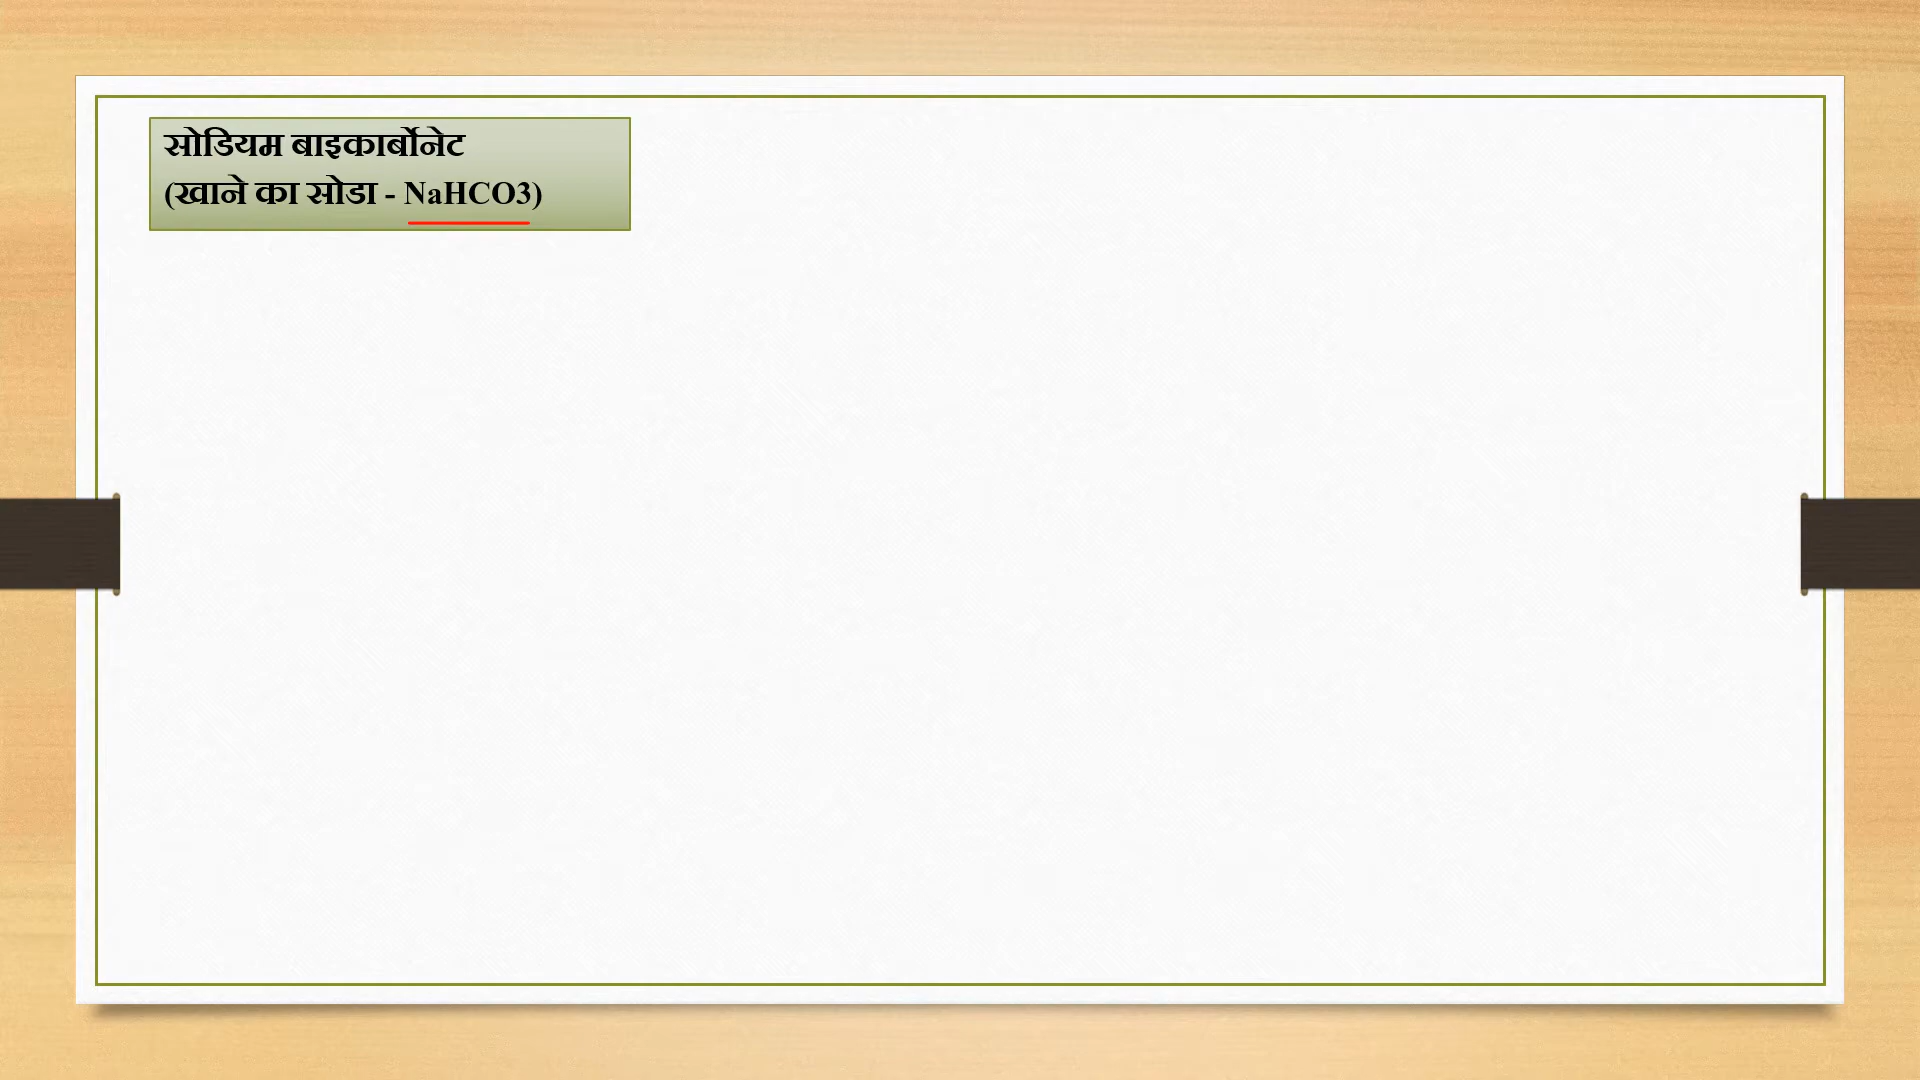 सोडियम बाइकार्बोनेट
(खाने का सोडा - NaHCO3)